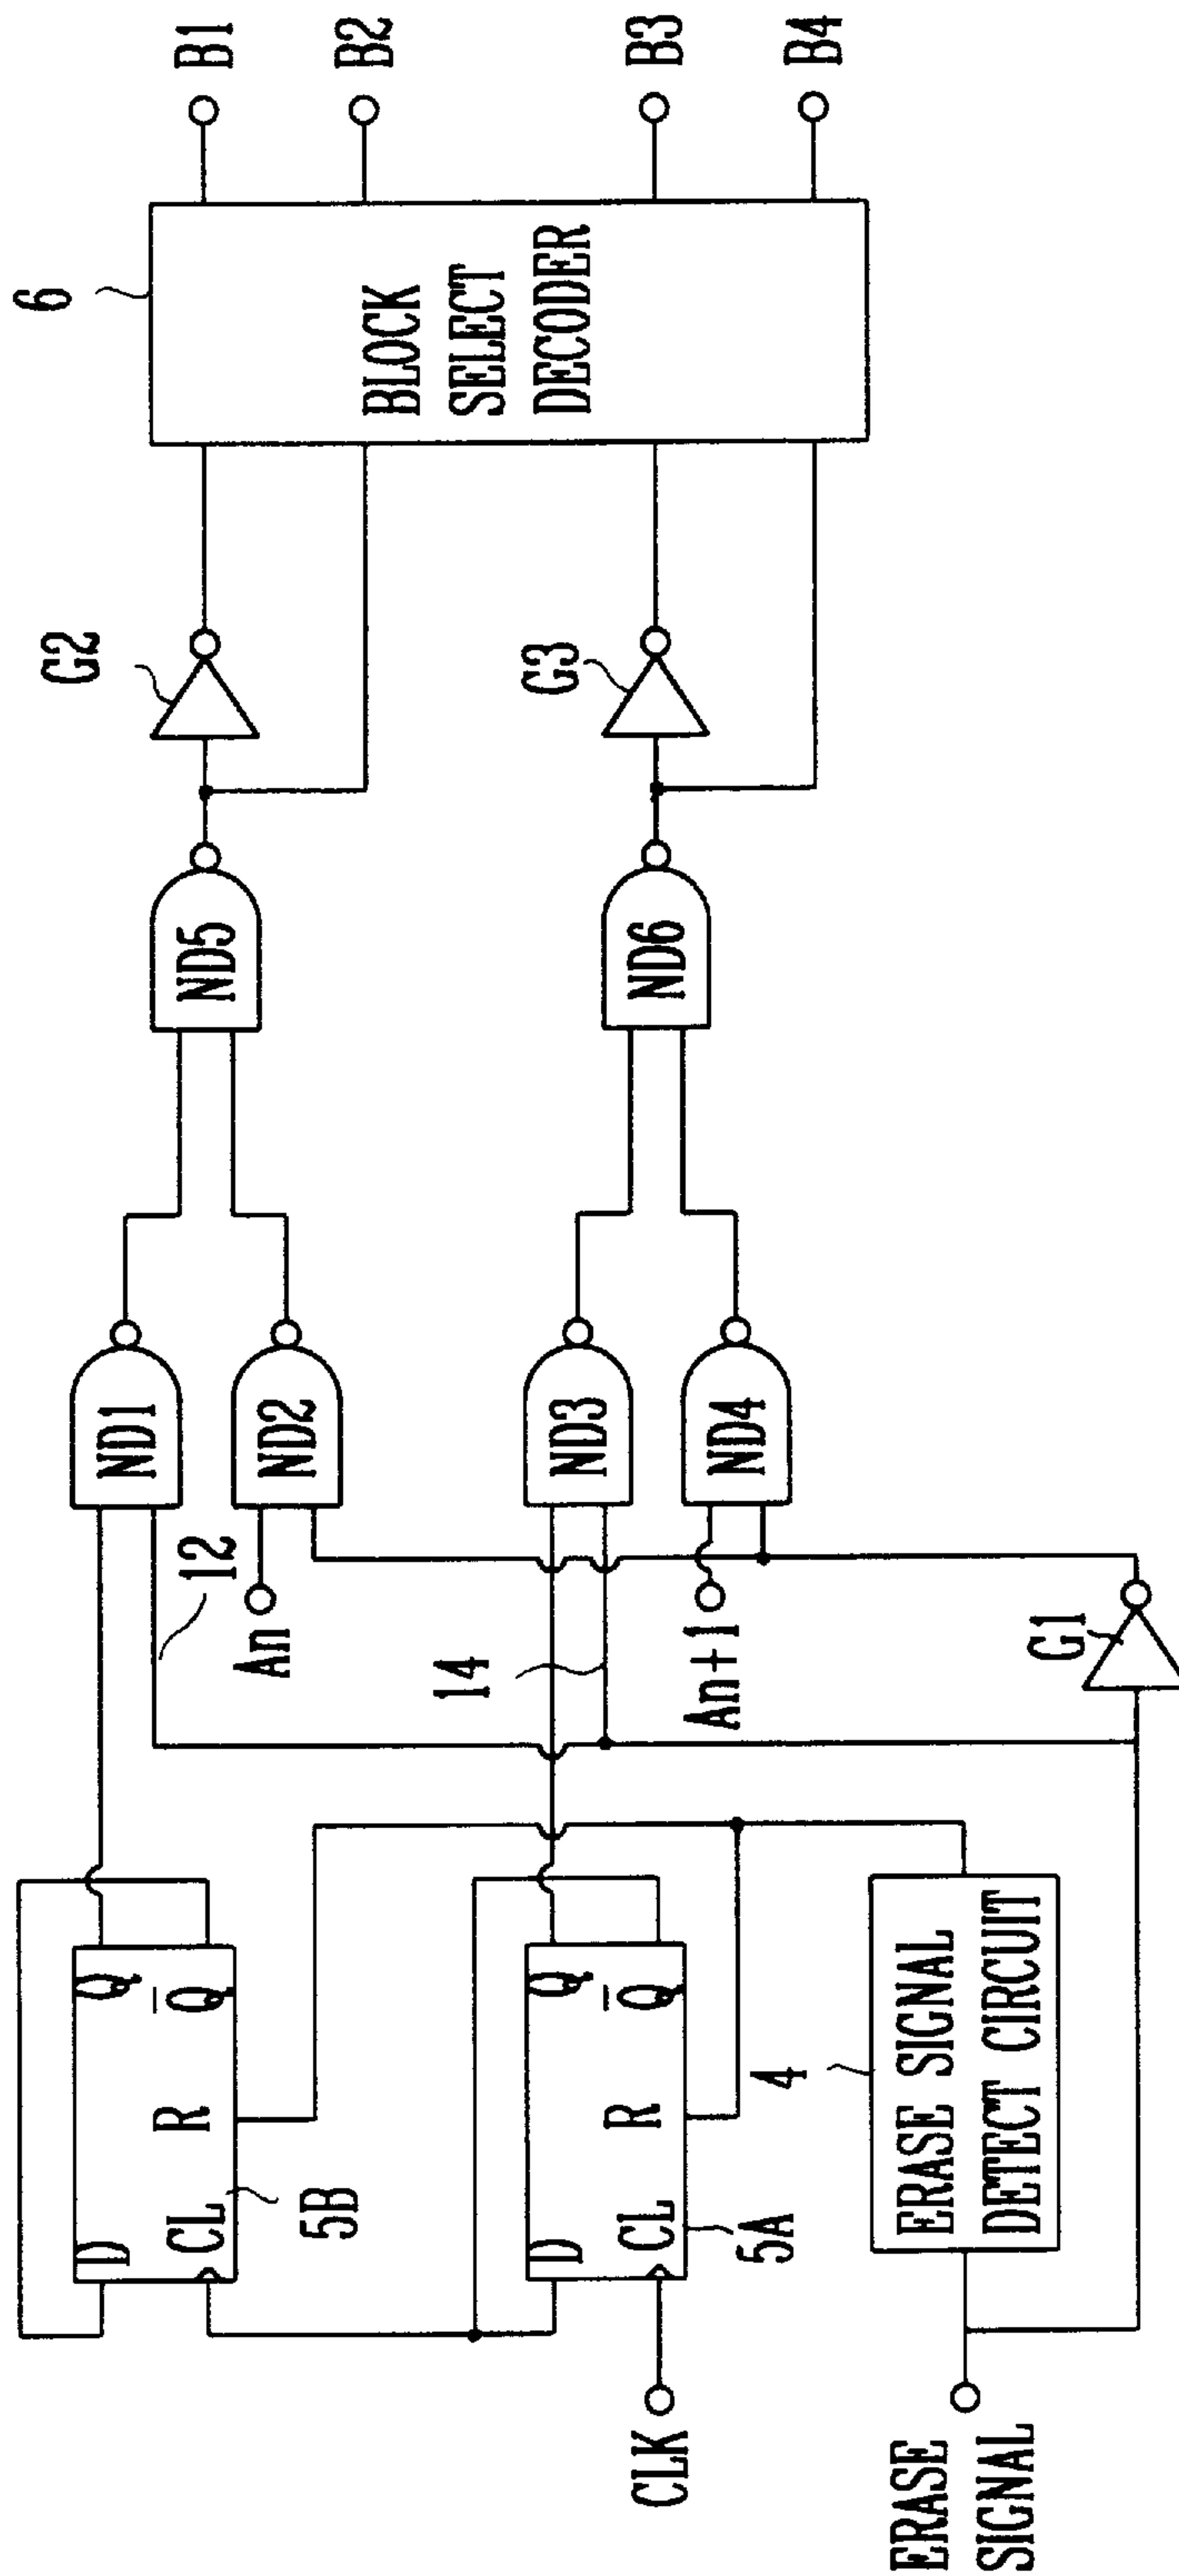 5B
D
CL
R
Q
Q̅
12
An
ND1
ND2
ND5
G2
6
BLOCK
SELECT
DECODER
B1
B2
B3
B4
CLK
5A
D
CL
R
Q
Q̅
14
An+1
ND3
ND4
ND6
G3
ERASE
SIGNAL
4
ERASE SIGNAL
DETECT CIRCUIT
G1